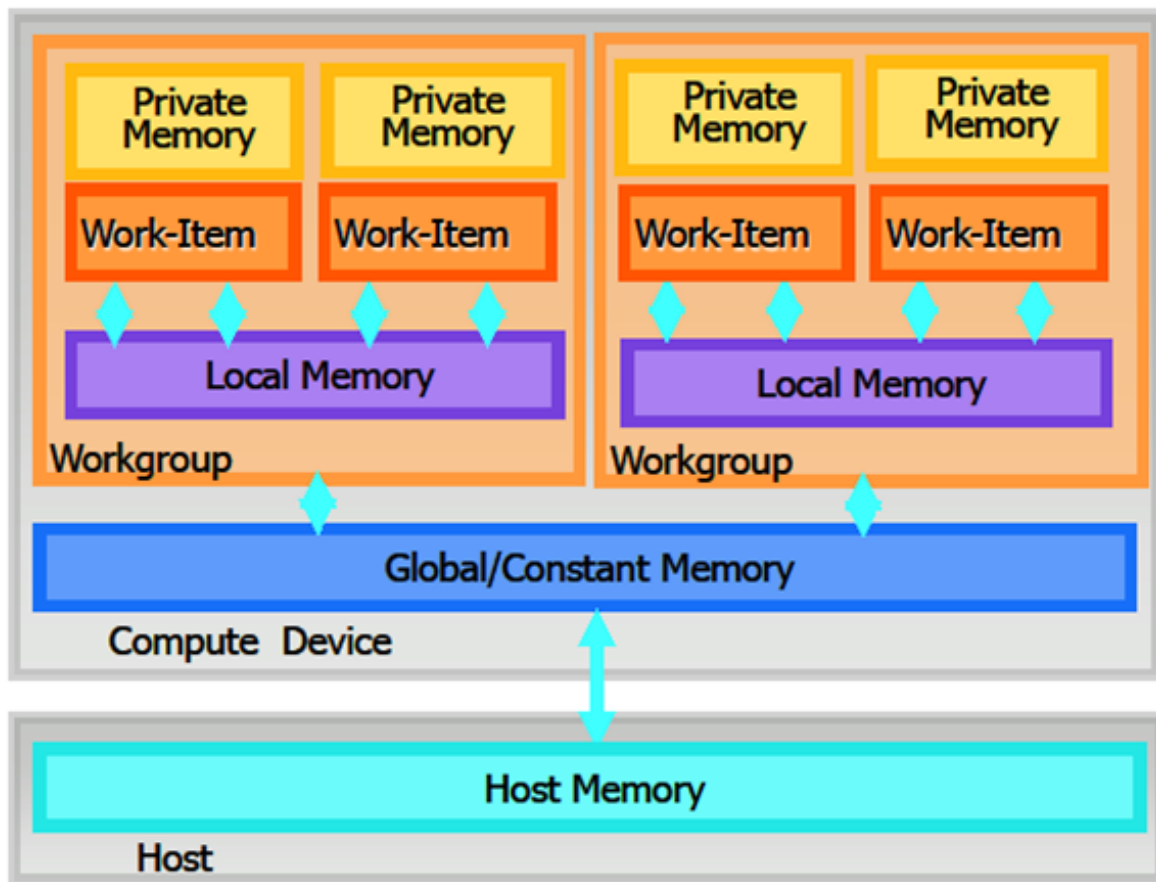 Private
Memory
Private
Memory
Private
Memory
Private
Memory
Work-Item
Work-Item
Work-Item
Work-Item
Local Memory
Local Memory
Workgroup
Workgroup
Global/Constant Memory
Compute Device
Host Memory
Host